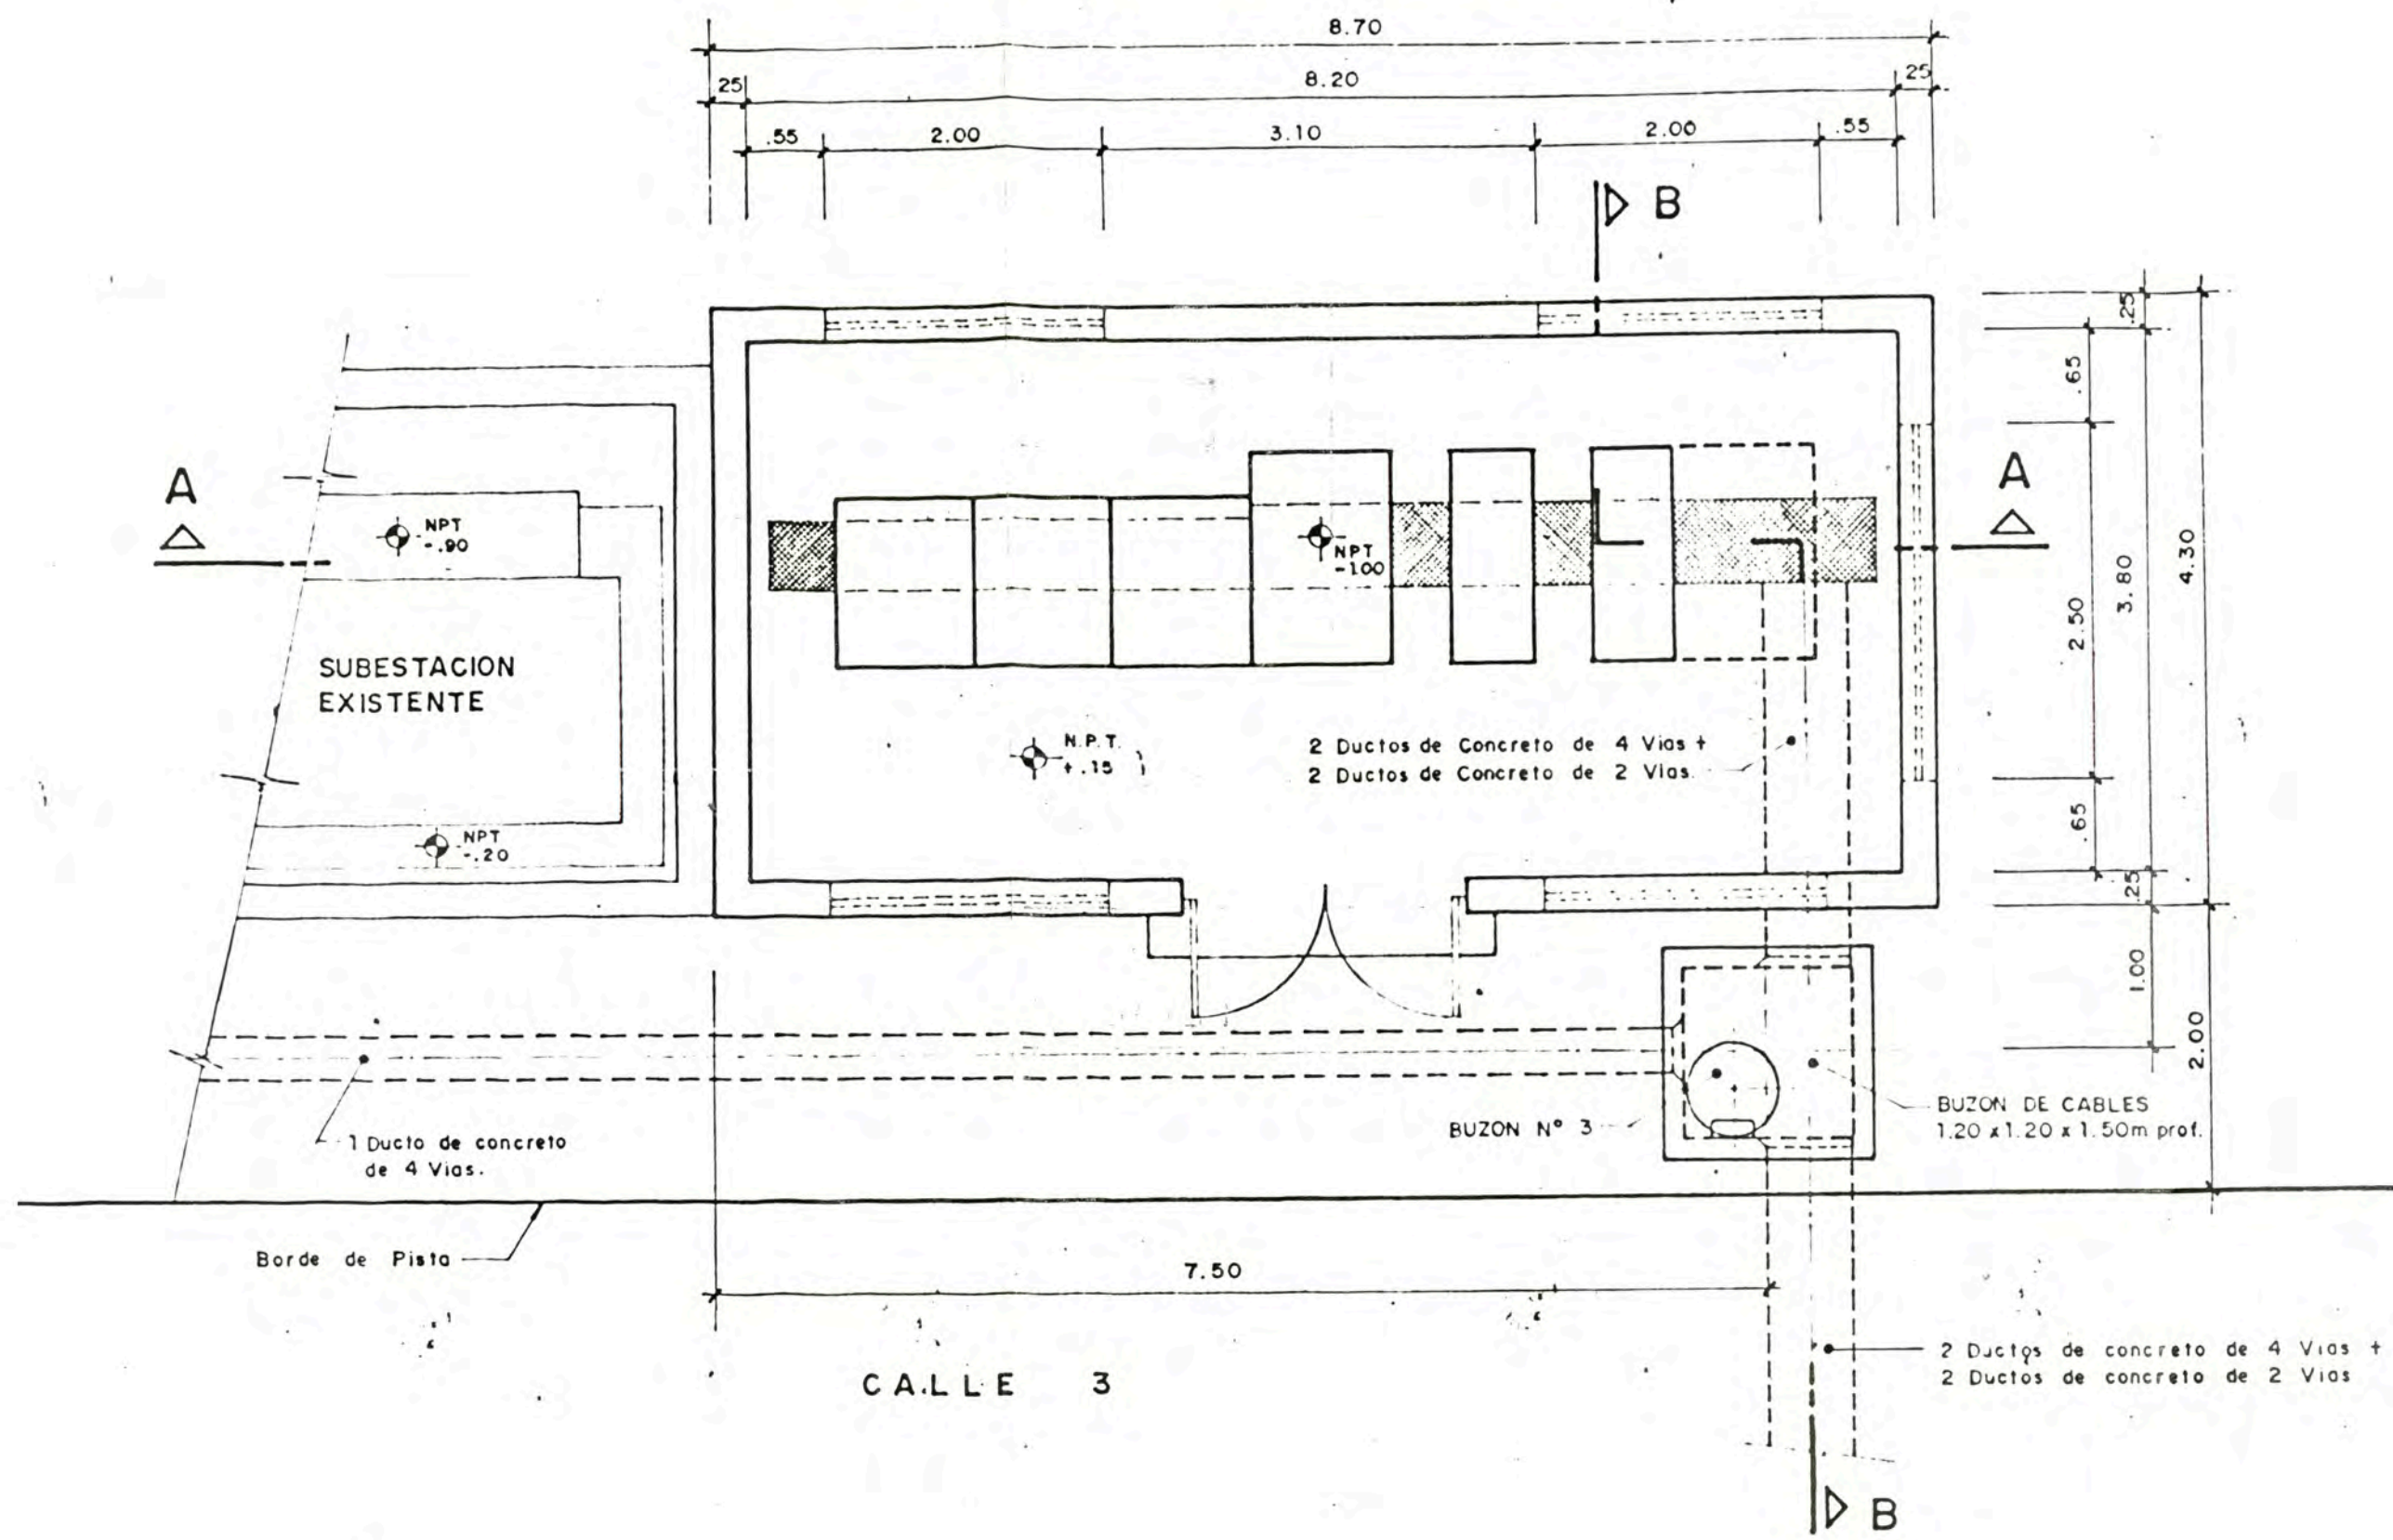 8.70
25 8.20 25
.55 2.00 3.10 2.00 .55
B
.25
.65
A
NPT
-.90
NPT
-1.00
A
2.50
3.80
4.30
SUBESTACION
EXISTENTE
N.P.T.
+.15
2 Ductos de Concreto de 4 Vias +
2 Ductos de Concreto de 2 Vias.
NPT
-.20
.65
.25
1.00
2.00
1 Ducto de concreto
de 4 Vias.
BUZON Nº 3
BUZON DE CABLES
1.20 x 1.20 x 1.50m prof.
Borde de Pista
7.50
CALLE 3
2 Ductos de concreto de 4 Vias +
2 Ductos de concreto de 2 Vias
B